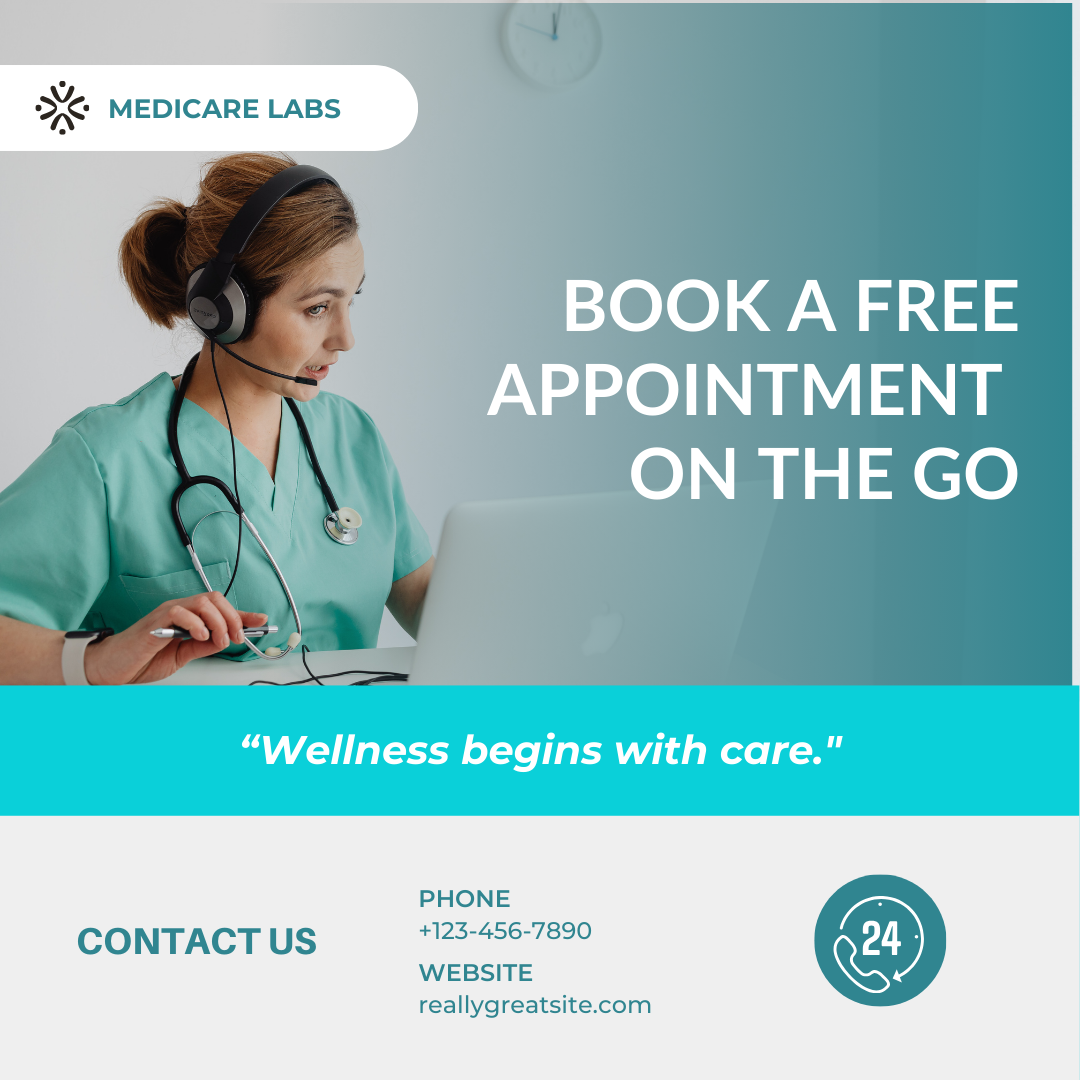 MEDICARE LABS
BOOK A FREE
APPOINTMENT
ON THE GO
“Wellness begins with care."
CONTACT US
PHONE
+123-456-7890
WEBSITE
reallygreatsite.com
24